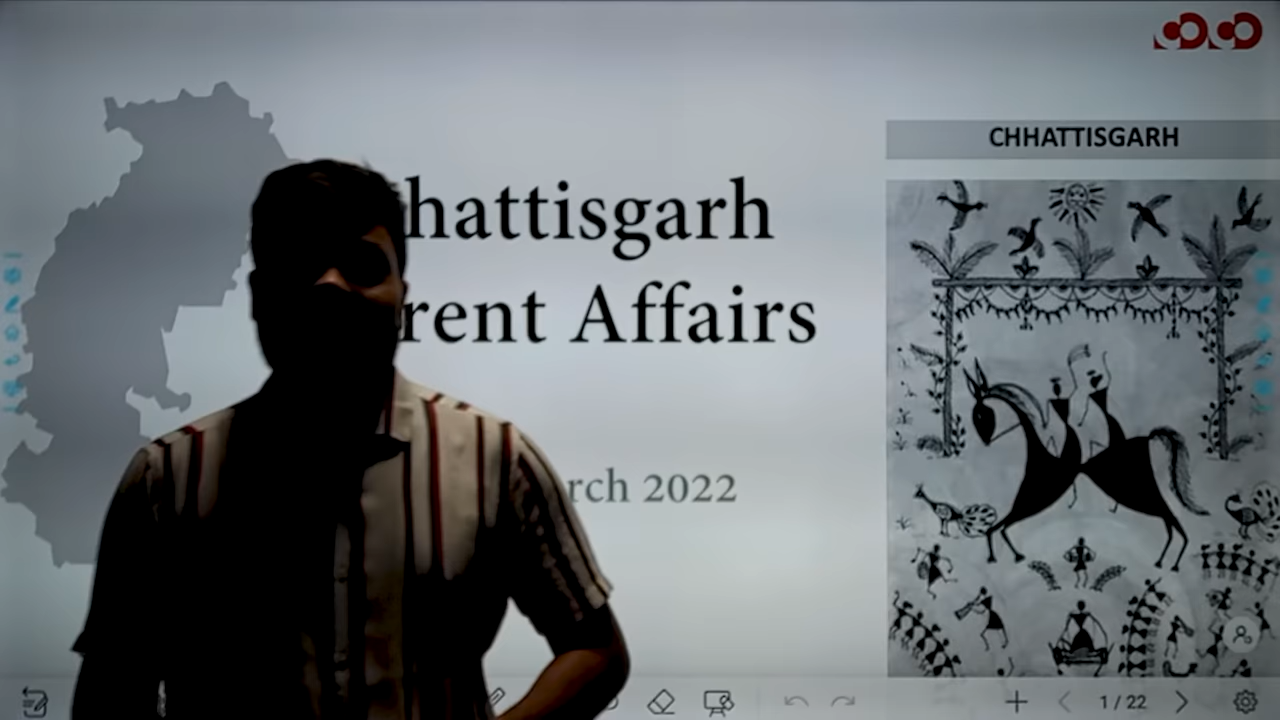 CHHATTISGARH
hattisgarh
rent Affairs
rch 2022
1 / 22